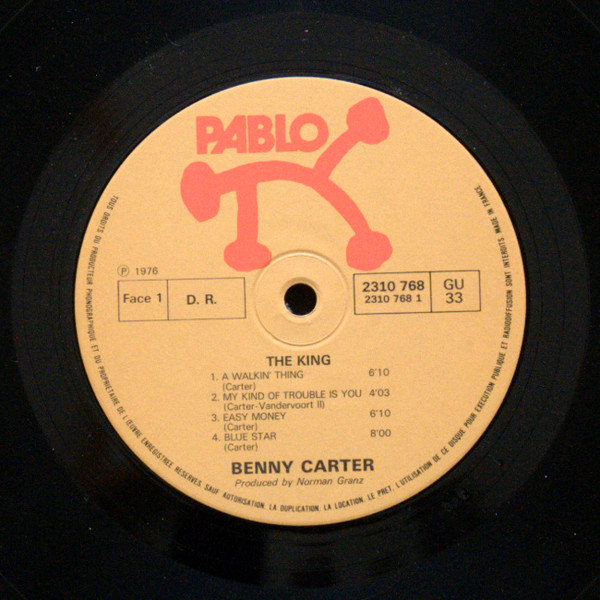 PABLO
℗ 1976
Face 1
D. R.
2310 768
2310 768 1
GU
33
THE KING
1. A WALKIN' THING 6'10
(Carter)
2. MY KIND OF TROUBLE IS YOU 4'03
(Carter-Vandervoort II)
3. EASY MONEY 6'10
(Carter)
4. BLUE STAR 8'00
(Carter)
BENNY CARTER
Produced by Norman Granz
TOUS DROITS DU PRODUCTEUR PHONOGRAPHIQUE ET DU PROPRIETAIRE DE L'ŒUVRE ENREGISTREE RESERVES. SAUF AUTORISATION. LA DUPLICATION. LA LOCATION. LE PRET. L'UTILISATION DE CE DISQUE POUR EXECUTION PUBLIQUE ET RADIODIFFUSION SONT INTERDITS MADE IN FRANCE.